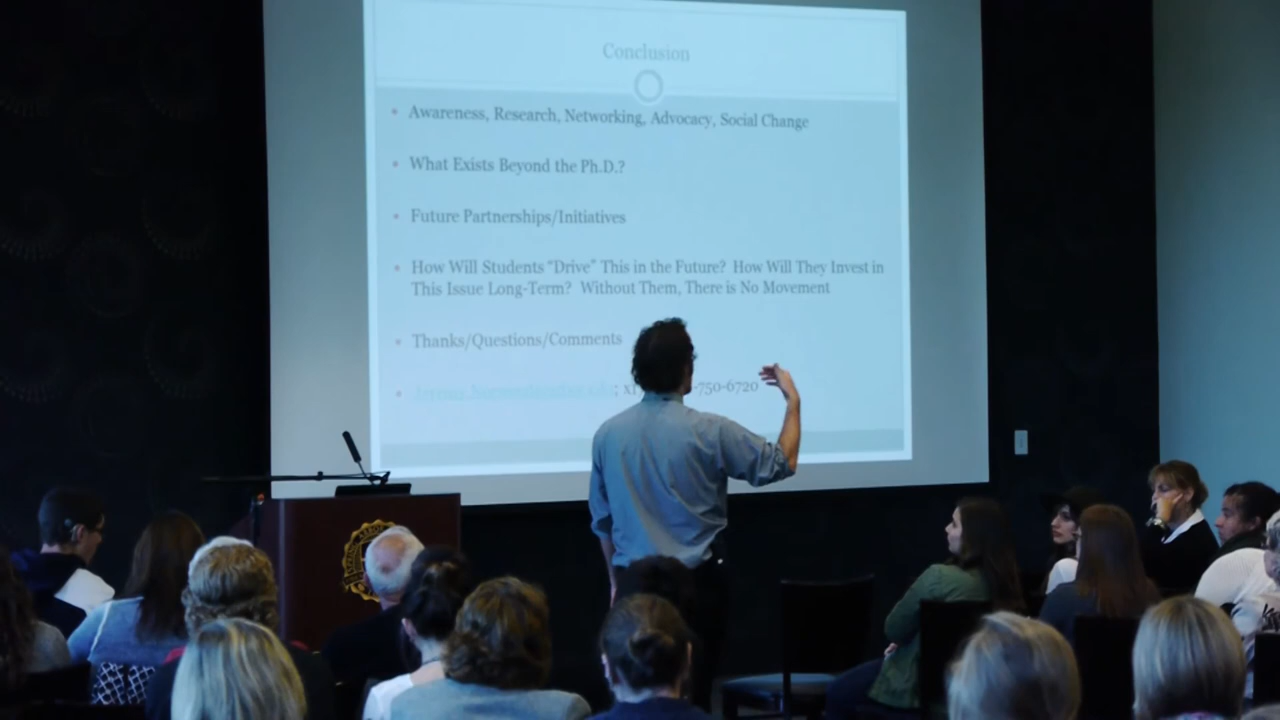 Conclusion
Awareness, Research, Networking, Advocacy, Social Change
What Exists Beyond the Ph.D.?
Future Partnerships/Initiatives
How Will Students “Drive” This in the Future? How Will They Invest in
This Issue Long-Term? Without Them, There is No Movement
Thanks/Questions/Comments
-750-6720